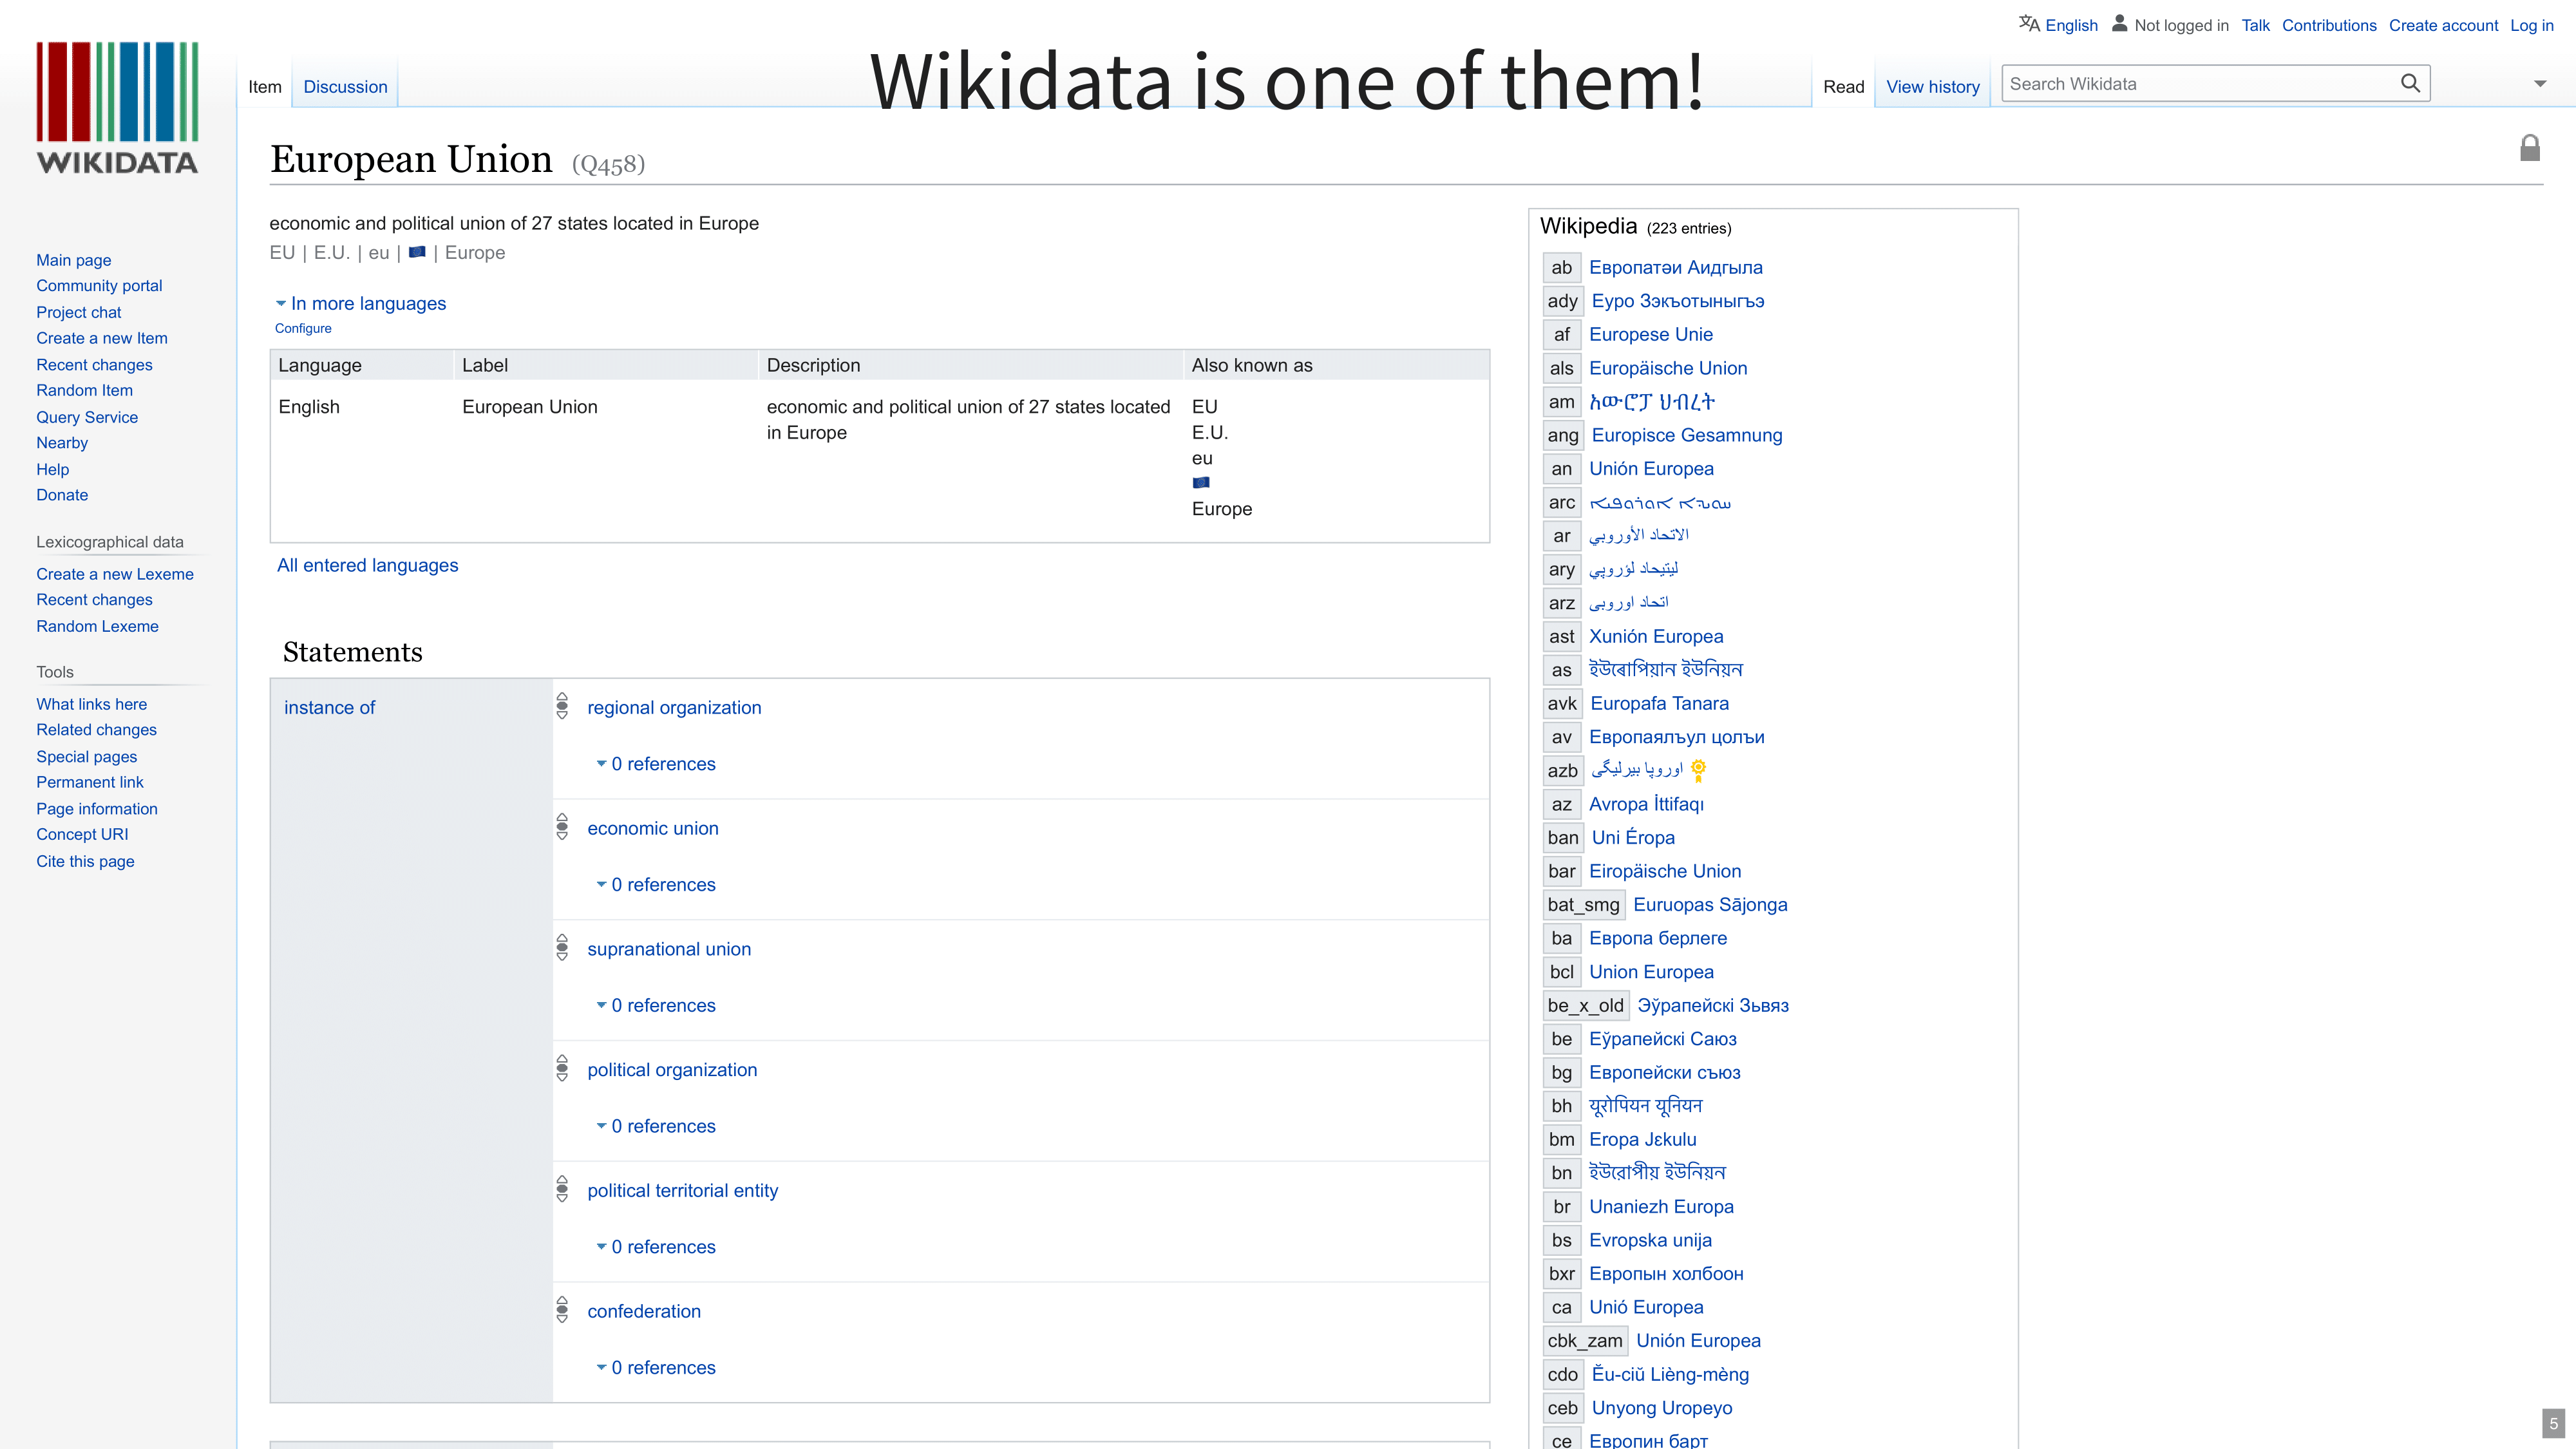 English Not logged in Talk Contributions Create account Log in
WIKIDATA
Item Discussion
Wikidata is one of them!
Read View history Search Wikidata
European Union (Q458)
economic and political union of 27 states located in Europe
EU | E.U. | eu | 🇪🇺 | Europe
In more languages
Configure
Language Label Description Also known as
English European Union economic and political union of 27 states located EU
in Europe E.U.
eu
🇪🇺
Europe
All entered languages
Main page
Community portal
Project chat
Create a new Item
Recent changes
Random Item
Query Service
Nearby
Help
Donate
Lexicographical data
Create a new Lexeme
Recent changes
Random Lexeme
Tools
What links here
Related changes
Special pages
Permanent link
Page information
Concept URI
Cite this page
Statements
instance of
regional organization
0 references
economic union
0 references
supranational union
0 references
political organization
0 references
political territorial entity
0 references
confederation
0 references
Wikipedia (223 entries)
ab Европатәи Аидгыла
ady Еуро Зэкъотыныгъэ
af Europese Unie
als Europäische Union
am አውሮፓ ህብረት
ang Europisce Gesamnung
an Unión Europea
arc ܚܘܝܕܐ ܐܘܪܘܦܝܐ
ar الاتحاد الأوروبي
ary ليتيحاد لؤروپي
arz اتحاد اوروبى
ast Xunión Europea
as ইউৰোপিয়ান ইউনিয়ন
avk Europafa Tanara
av Европаялъул цолъи
azb اوروپا بیرلیگی
az Avropa İttifaqı
ban Uni Éropa
bar Eiropäische Union
bat_smg Euruopas Sājonga
ba Европа берлеге
bcl Union Europea
be_x_old Эўрапейскі Зьвяз
be Еўрапейскі Саюз
bg Европейски съюз
bh यूरोपियन यूनियन
bm Eropa Jɛkulu
bn ইউরোপীয় ইউনিয়ন
br Unaniezh Europa
bs Evropska unija
bxr Европын холбоон
ca Unió Europea
cbk_zam Unión Europea
cdo Ĕu-ciŭ Lièng-mèng
ceb Unyong Uropeyo
ce Европин барт
5